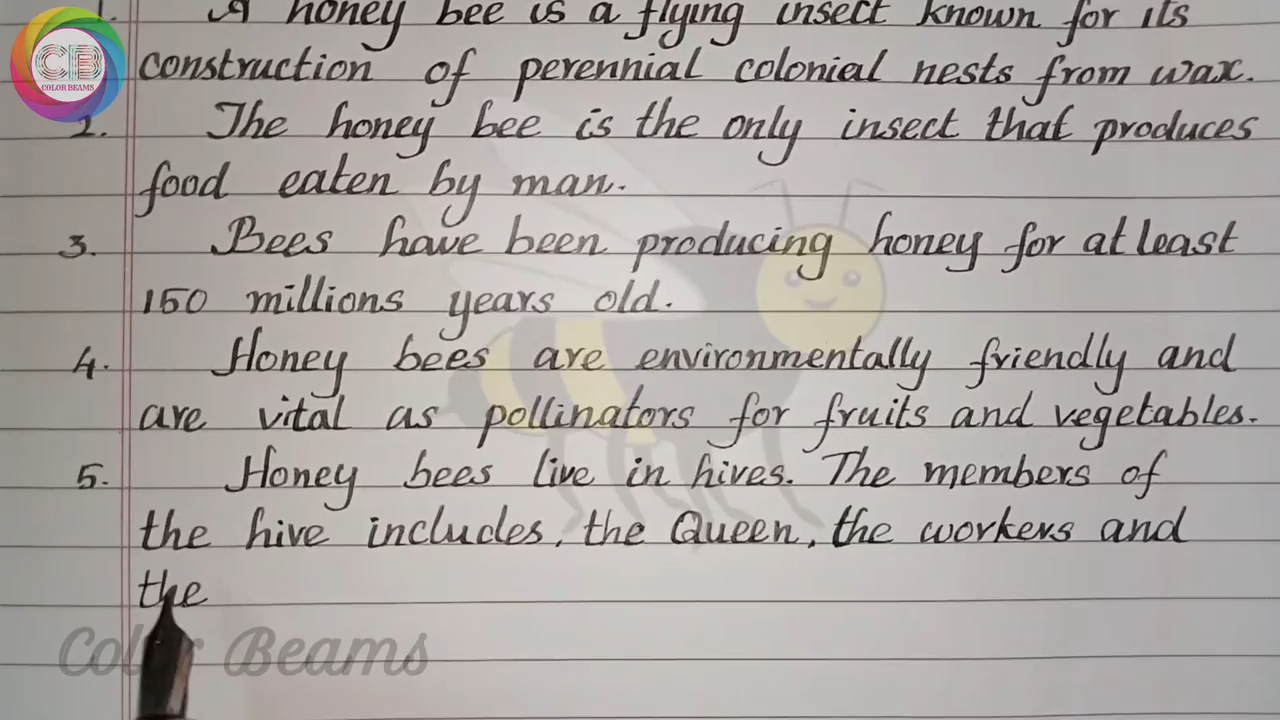 1. A honey bee is a flying insect known for its
construction of perennial colonial nests from wax.
2. The honey bee is the only insect that produces
food eaten by man.
3. Bees have been producing honey for at least
150 millions years old.
4. Honey bees are environmentally friendly and
are vital as pollinators for fruits and vegetables.
5. Honey bees live in hives. The members of
the hive includes, the Queen, the workers and
the
CB
COLOR BEAMS
Color Beams